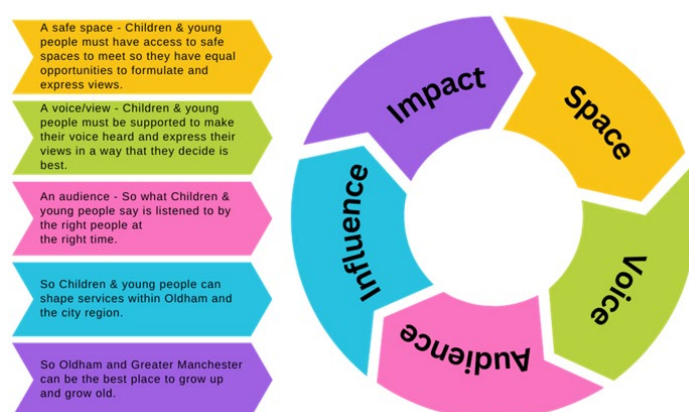 A safe space - Children & young
people must have access to safe
spaces to meet so they have equal
opportunities to formulate and
express views.
A voice/view - Children & young
people must be supported to make
their voice heard and express their
views in a way that they decide is
best.
An audience - So what Children &
young people say is listened to by
the right people at
the right time.
So Children & young people can
shape services within Oldham and
the city region.
So Oldham and Greater Manchester
can be the best place to grow up
and grow old.
Impact
Space
Voice
Audience
Influence